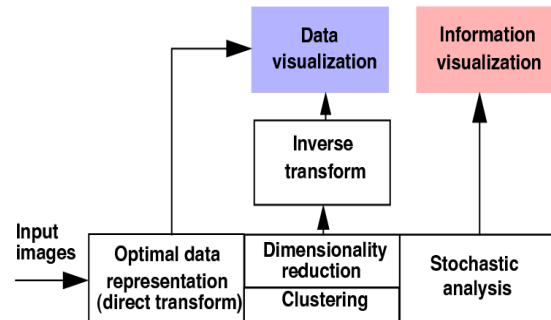 Data
visualization
Information
visualization
Inverse
transform
Input
images
Optimal data
representation
(direct transform)
Dimensionality
reduction
Clustering
Stochastic
analysis